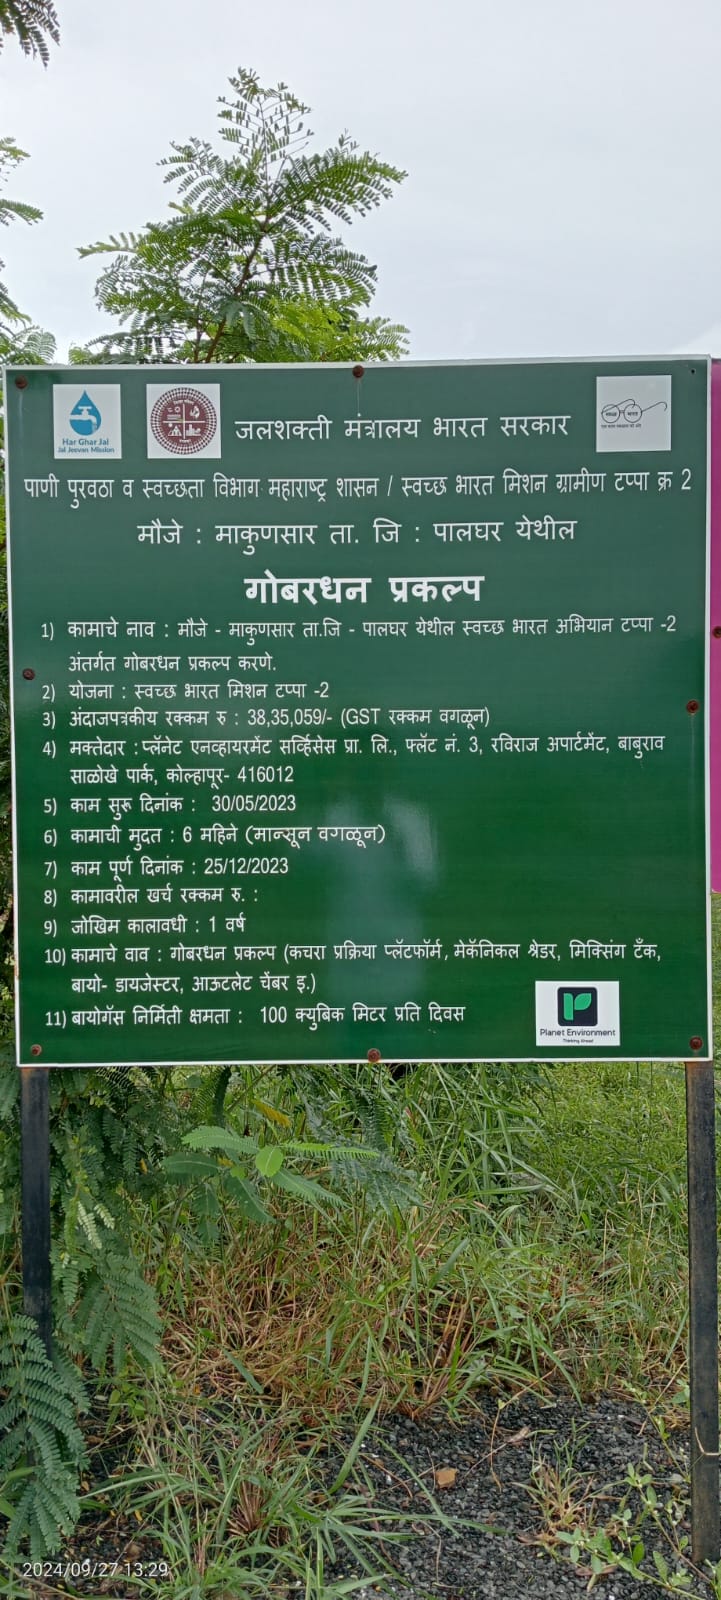 Har Ghar Jal
Jal Jeevan Mission
जलशक्ती मंत्रालय भारत सरकार
स्वच्छ भारत
पाणी पुरवठा व स्वच्छता विभाग महाराष्ट्र शासन / स्वच्छ भारत मिशन ग्रामीण टप्पा क्र 2
मौजे : माकुणसार ता. जि : पालघर येथील
गोबरधन प्रकल्प
1) कामाचे नाव : मौजे - माकुणसार ता.जि - पालघर येथील स्वच्छ भारत अभियान टप्पा -2
अंतर्गत गोबरधन प्रकल्प करणे.
2) योजना : स्वच्छ भारत मिशन टप्पा -2
3) अंदाजपत्रकीय रक्कम रु : 38,35,059/- (GST रक्कम वगळून)
4) मक्तेदार : प्लॅनेट एनव्हायरमेंट सर्व्हिसेस प्रा. लि., फ्लॅट नं. 3, रविराज अपार्टमेंट, बाबुराव
साळोखे पार्क, कोल्हापूर- 416012
5) काम सुरू दिनांक : 30/05/2023
6) कामाची मुदत : 6 महिने (मान्सून वगळून)
7) काम पूर्ण दिनांक : 25/12/2023
8) कामावरील खर्च रक्कम रु. :
9) जोखिम कालावधी : 1 वर्ष
10) कामाचे वाव : गोबरधन प्रकल्प (कचरा प्रक्रिया प्लॅटफॉर्म, मेकॅनिकल श्रेडर, मिक्सिंग टँक,
बायो- डायजेस्टर, आऊटलेट चेंबर इ.)
11) बायोगॅस निर्मिती क्षमता : 100 क्युबिक मिटर प्रति दिवस
Planet Environment
Thinking Ahead
2024/09/27 13:29